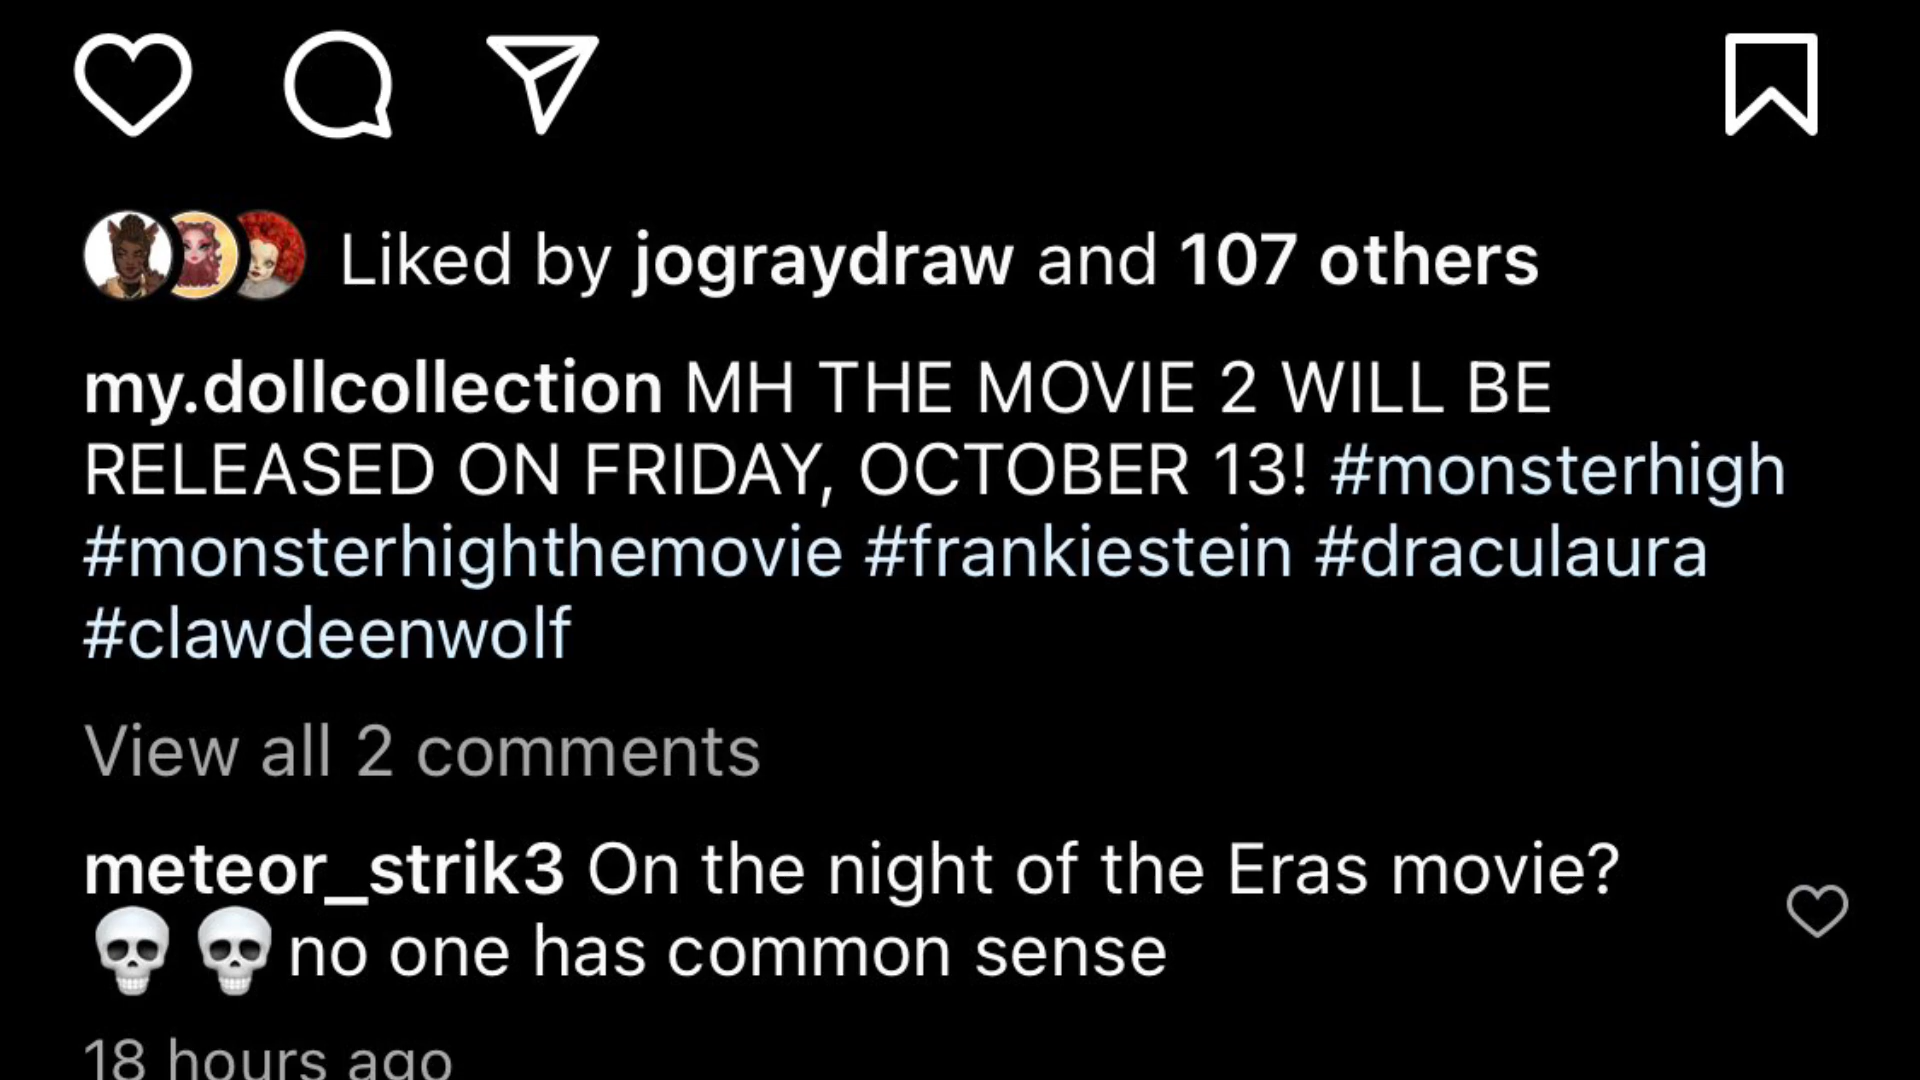 Liked by jograydraw and 107 others
my.dollcollection MH THE MOVIE 2 WILL BE
RELEASED ON FRIDAY, OCTOBER 13! #monsterhigh
#monsterhighthemovie #frankiestein #draculaura
#clawdeenwolf
View all 2 comments
meteor_strik3 On the night of the Eras movie?
💀💀no one has common sense
18 hours ago